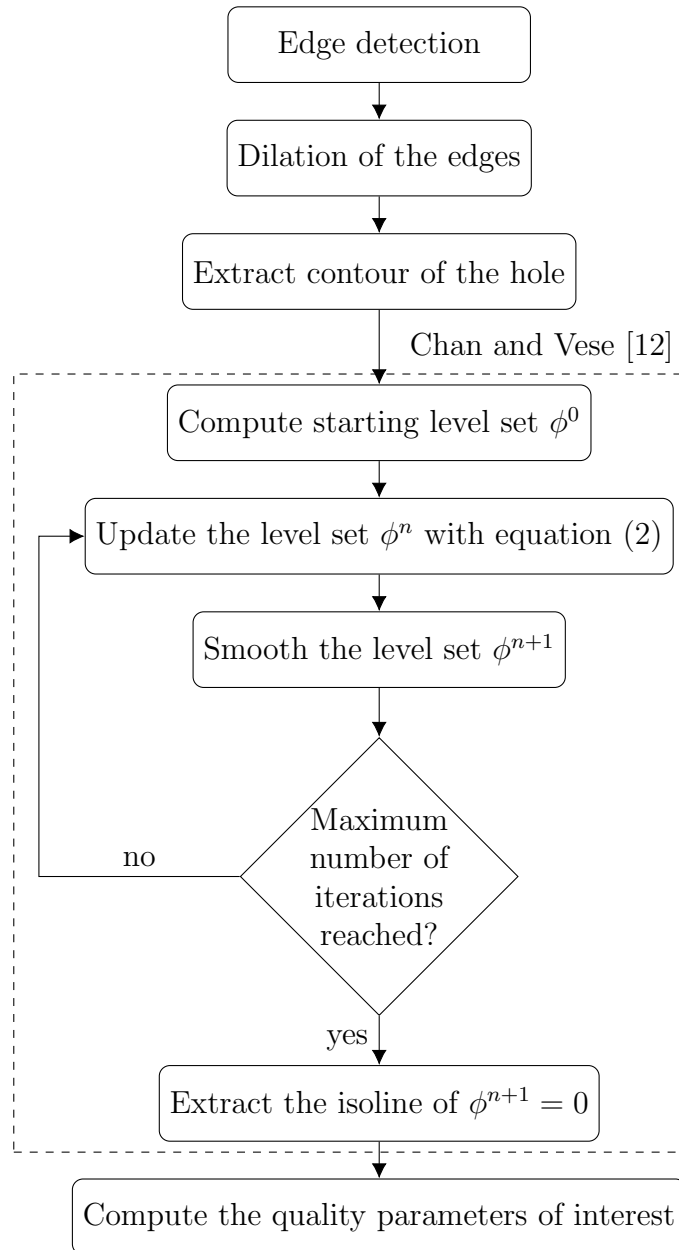 Edge detection
Dilation of the edges
Extract contour of the hole
Chan and Vese [12]
Compute starting level set ϕ⁰
Update the level set ϕⁿ with equation (2)
Smooth the level set ϕⁿ⁺¹
Maximum
number of
iterations
reached?
no
yes
Extract the isoline of ϕⁿ⁺¹ = 0
Compute the quality parameters of interest